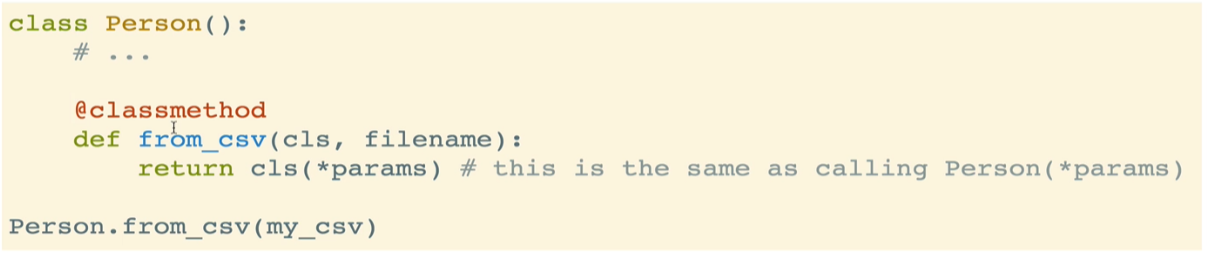 class Person():
    # ...
    @classmethod
    def from_csv(cls, filename):
        return cls(*params) # this is the same as calling Person(*params)
Person.from_csv(my_csv)